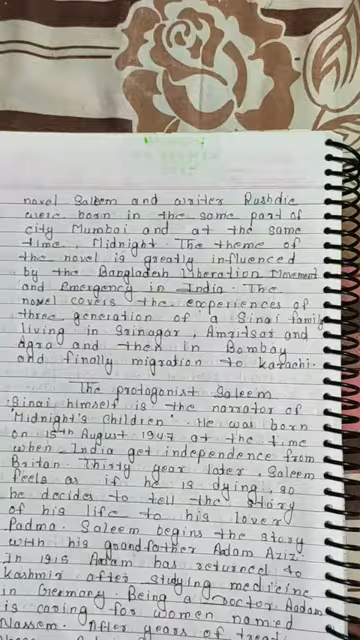 novel Saleem and writer Rushdie
were born in the same part of
city Mumbai and at the same
time, Midnight. The theme of
the novel is greatly influenced
by the Bangladesh Liberation Movement
and Emergency in India. The
novel covers the experiences of
three generation of a Sinai family
living in Srinagar, Amritsar and
Agra and then in Bombay
and finally migration to Karachi.
The protagonist Saleem
Sinai himself is the narrator of
"Midnight's Children". He was born
on 15th August 1947 at the time
when India get independence from
Britan. Thirty year later, Saleem
feels as if he is dying, so
he decides to tell the story
of his life to his lover
Padma. Saleem begins the story
with his grandfather Adam Aziz.
In 1915 Adam has returned to
Kashmir after studying medicine
in Germany. Being a Doctor Aadam
is caring for women named
Nassem. After years of